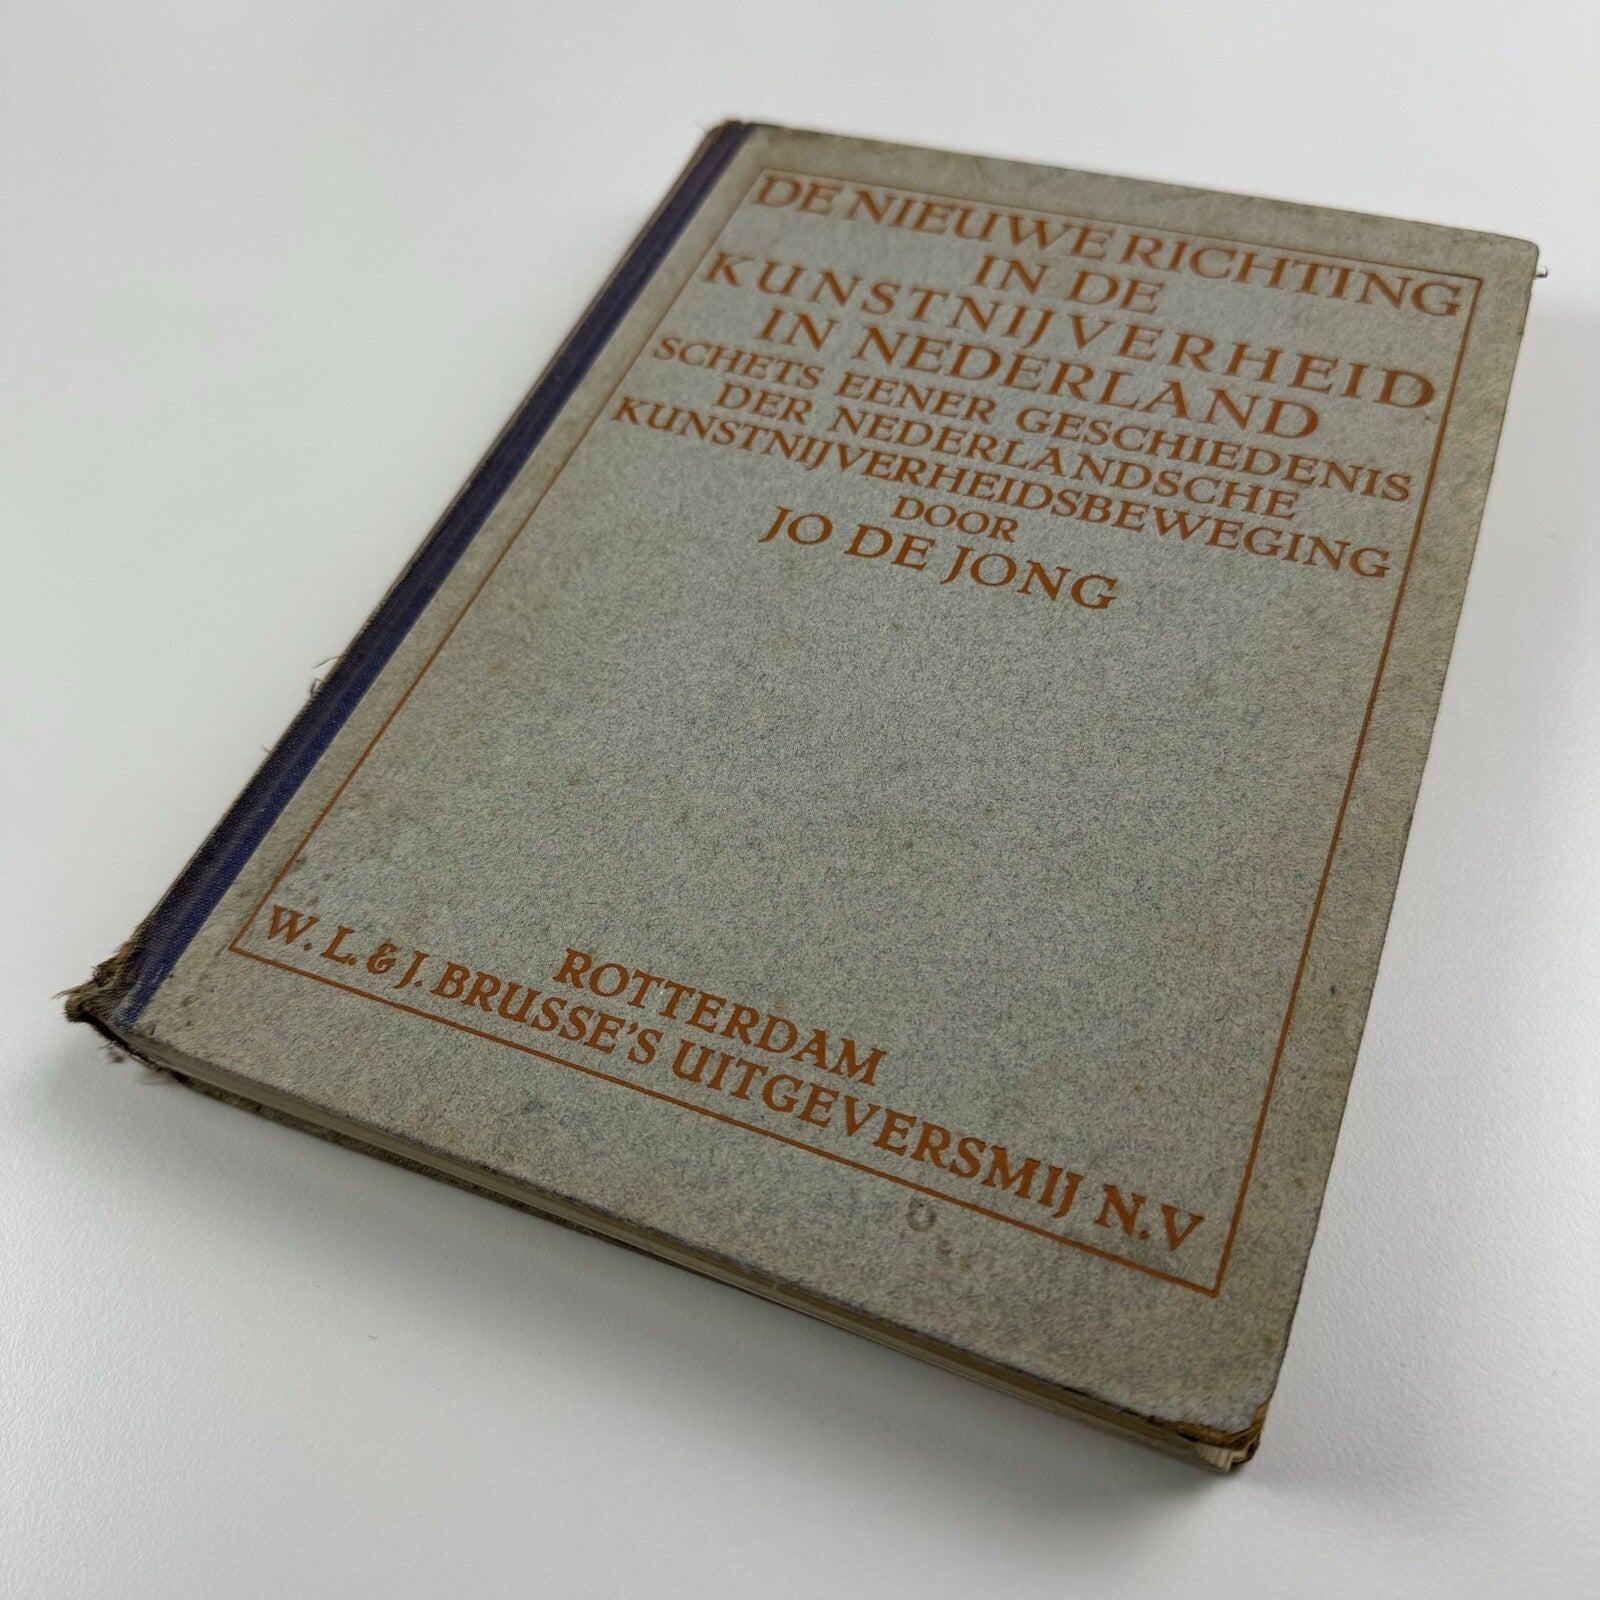 DE NIEUWE RICHTING
IN DE
KUNSTNIJVERHEID
IN NEDERLAND
SCHETS EENER GESCHIEDENIS
DER NEDERLANDSCHE
KUNSTNIJVERHEIDSBEWEGING
DOOR
JO DE JONG
ROTTERDAM
W. L. & J. BRUSSE'S UITGEVERSMIJ N.V